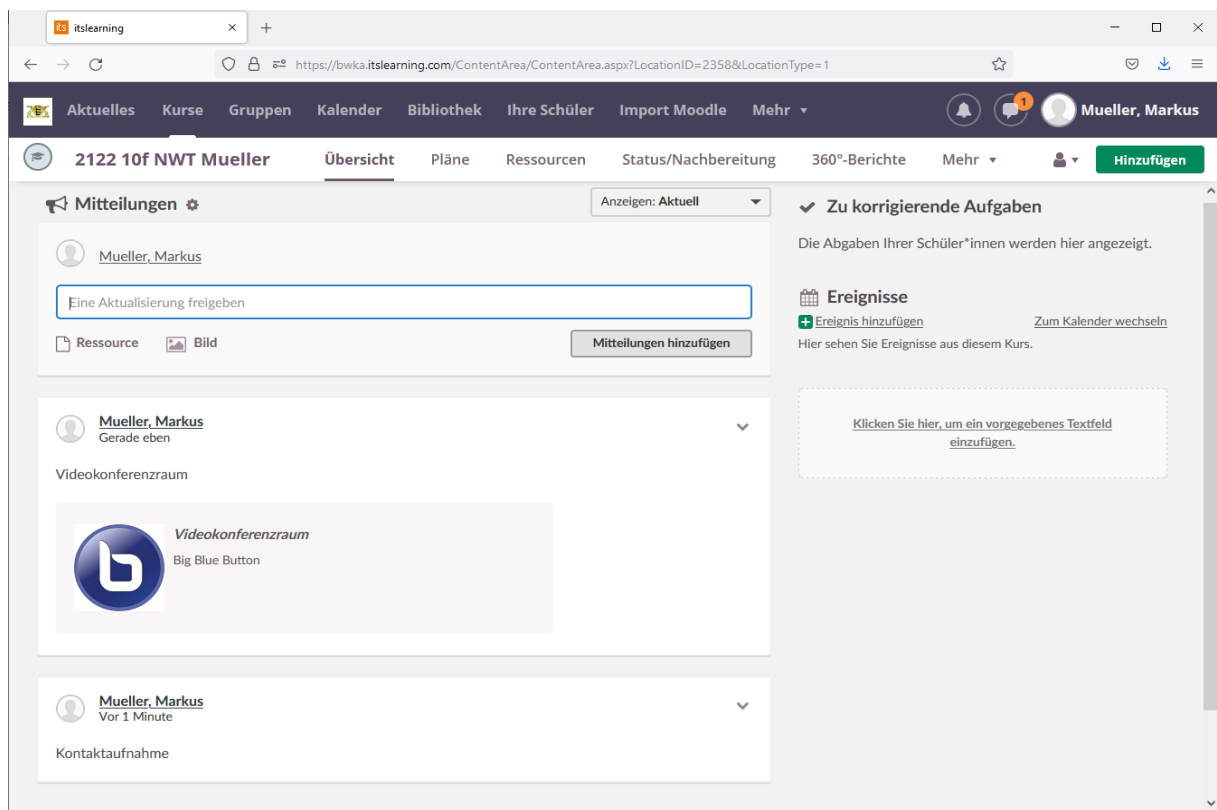 its itslearning
https://bwka.itslearning.com/ContentArea/ContentArea.aspx?LocationID=2358&LocationType=1
E Aktuelles Kurse Gruppen Kalender Bibliothek Ihre Schüler Import Moodle Mehr 1 Mueller, Markus
2122 10f NWT Mueller Übersicht Pläne Ressourcen Status/Nachbereitung 360°-Berichte Mehr Hinzufügen
Mitteilungen Anzeigen: Aktuell
Mueller, Markus
Eine Aktualisierung freigeben
Ressource Bild Mitteilungen hinzufügen
Mueller, Markus
Gerade eben
Videokonferenzraum
Videokonferenzraum
Big Blue Button
b
Mueller, Markus
Vor 1 Minute
Kontaktaufnahme
Zu korrigierende Aufgaben
Die Abgaben Ihrer Schüler*innen werden hier angezeigt.
Ereignisse
Ereignis hinzufügen Zum Kalender wechseln
Hier sehen Sie Ereignisse aus diesem Kurs.
Klicken Sie hier, um ein vorgegebenes Textfeld
einzufügen.